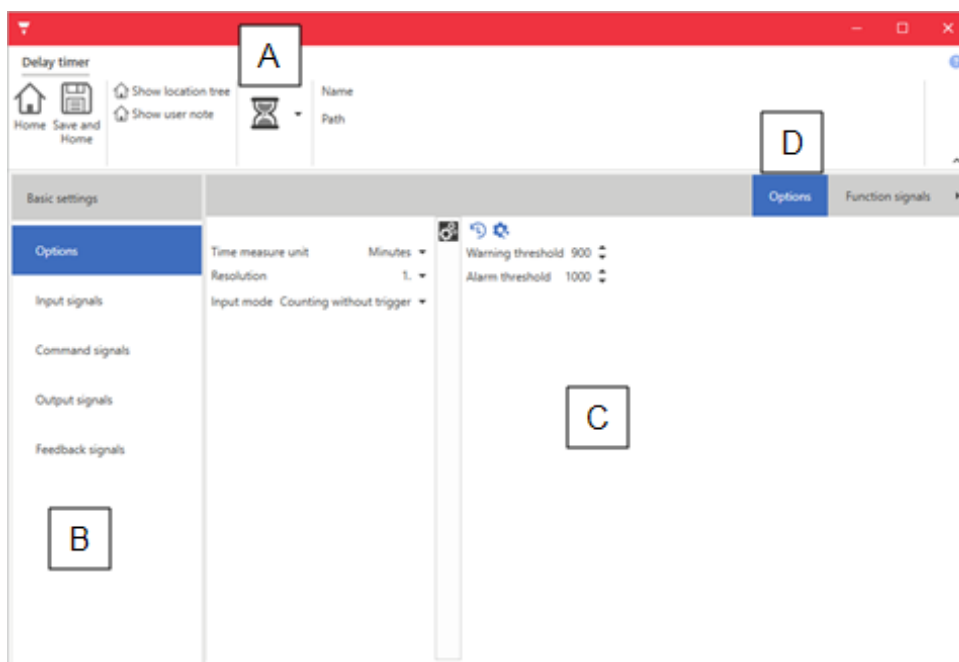 A
Delay timer
Home
Save and Home
Show location tree
Show user note
Name
Path
D
Basic settings
Options
Function signals
Options
Input signals
Command signals
Output signals
Feedback signals
B
Time measure unit Minutes
Resolution 1.
Input mode Counting without trigger
Warning threshold 900
Alarm threshold 1000
C